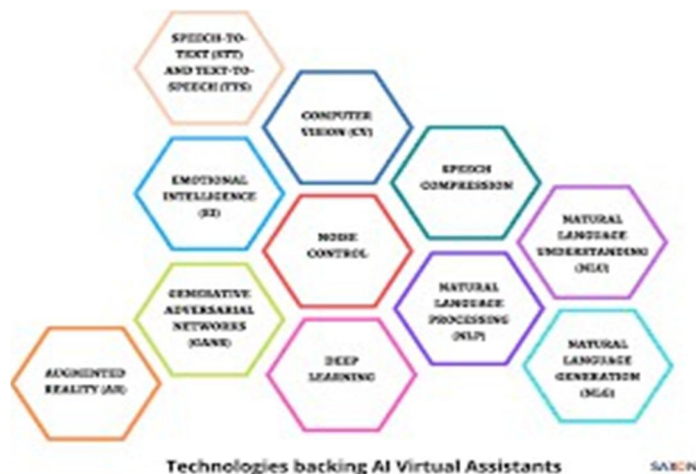 SPEECH-TO-
TEXT (STT)
AND TEXT-TO-
SPEECH (TTS)
COMPUTER
VISION (CV)
SPEECH
COMPRESSION
EMOTIONAL
INTELLIGENCE
(EI)
NOISE
CONTROL
NATURAL
LANGUAGE
UNDERSTANDING
(NLU)
GENERATIVE
ADVERSARIAL
NETWORKS
(GANS)
NATURAL
LANGUAGE
PROCESSING
(NLP)
AUGMENTED
REALITY (AR)
DEEP
LEARNING
NATURAL
LANGUAGE
GENERATION
(NLG)
Technologies backing AI Virtual Assistants
SAXON